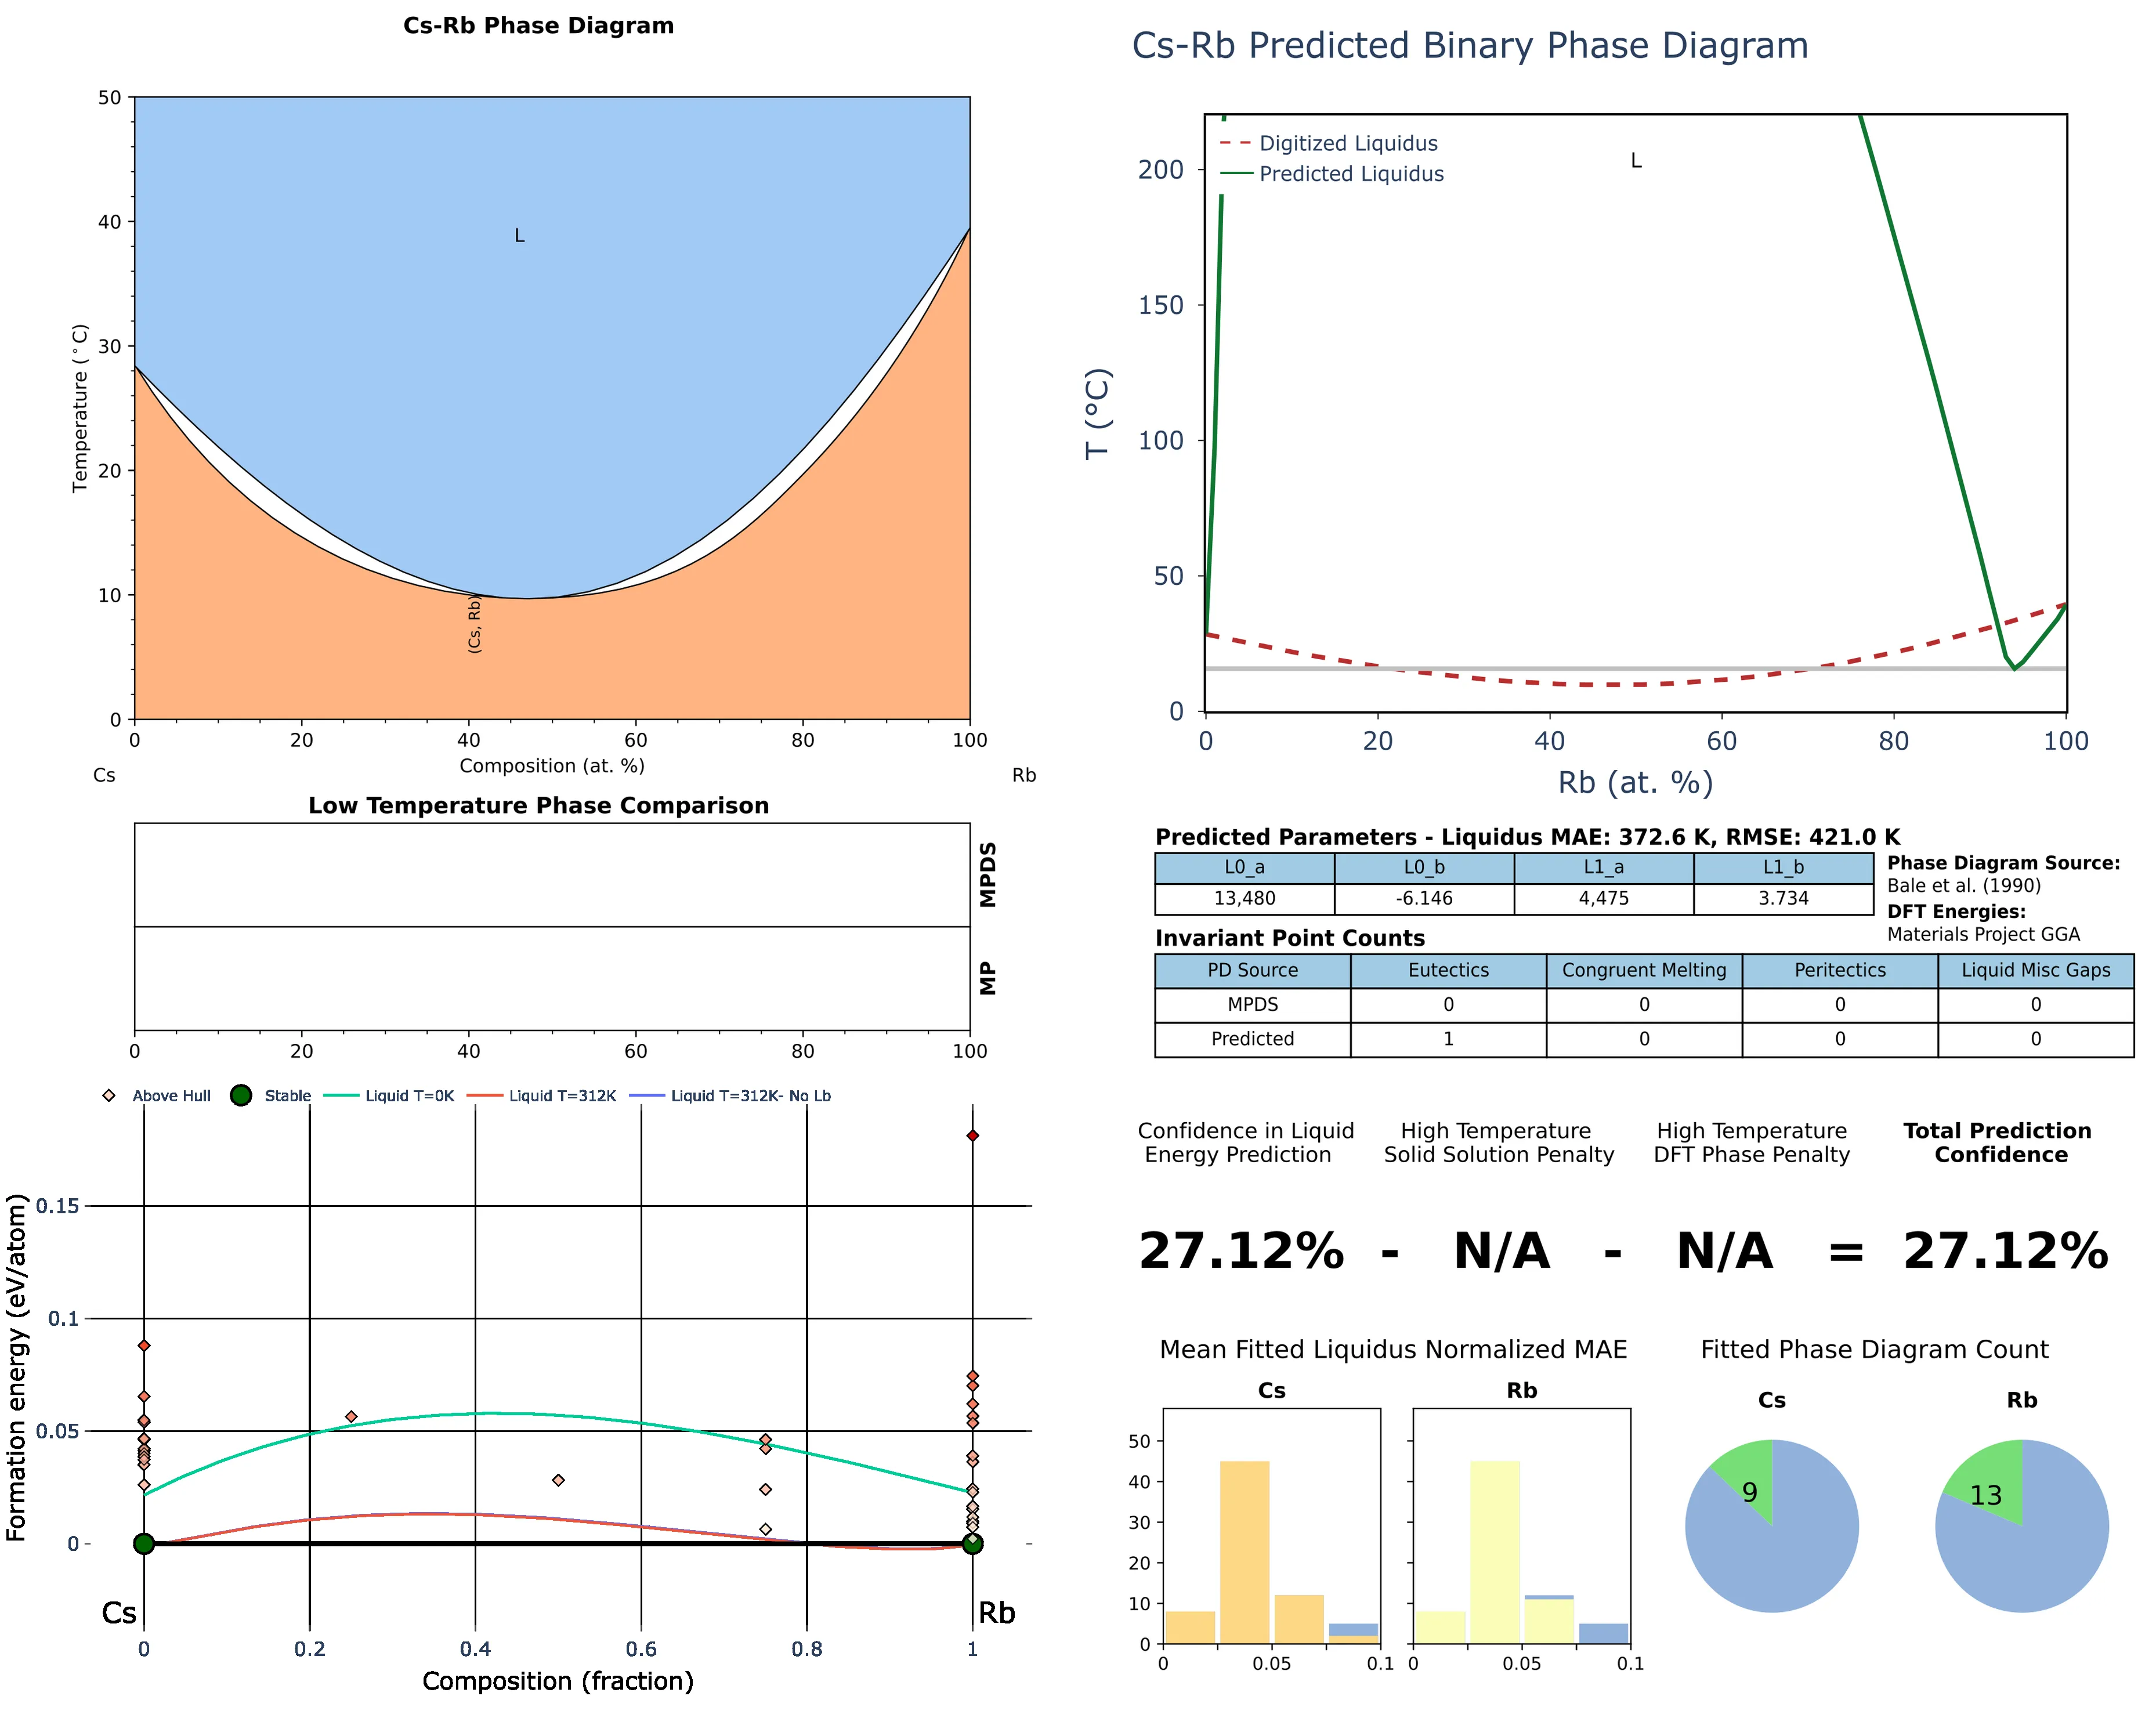 Cs-Rb Phase Diagram
50
40
30
20
10
0
Temperature (°C)
L
(Cs, Rb)
0 20 40 60 80 100
Composition (at. %)
Cs Rb
Low Temperature Phase Comparison
MPDS
MP
0 20 40 60 80 100
Above Hull Stable Liquid T=0K Liquid T=312K Liquid T=312K- No Lb
0.15
0.1
0.05
0
Formation energy (eV/atom)
Cs Rb
0 0.2 0.4 0.6 0.8 1
Composition (fraction)
Cs-Rb Predicted Binary Phase Diagram
Digitized Liquidus
Predicted Liquidus
L
200
150
100
50
0
T (°C)
0 20 40 60 80 100
Rb (at. %)
Predicted Parameters - Liquidus MAE: 372.6 K, RMSE: 421.0 K
L0_a L0_b L1_a L1_b
13,480 -6.146 4,475 3.734
Phase Diagram Source:
Bale et al. (1990)
DFT Energies:
Materials Project GGA
Invariant Point Counts
PD Source Eutectics Congruent Melting Peritectics Liquid Misc Gaps
MPDS 0 0 0 0
Predicted 1 0 0 0
Confidence in Liquid
Energy Prediction
High Temperature
Solid Solution Penalty
High Temperature
DFT Phase Penalty
Total Prediction
Confidence
27.12% - N/A - N/A = 27.12%
Mean Fitted Liquidus Normalized MAE
Cs Rb
50
40
30
20
10
0
0 0.05 0.1 0 0.05 0.1
Fitted Phase Diagram Count
Cs Rb
9 13